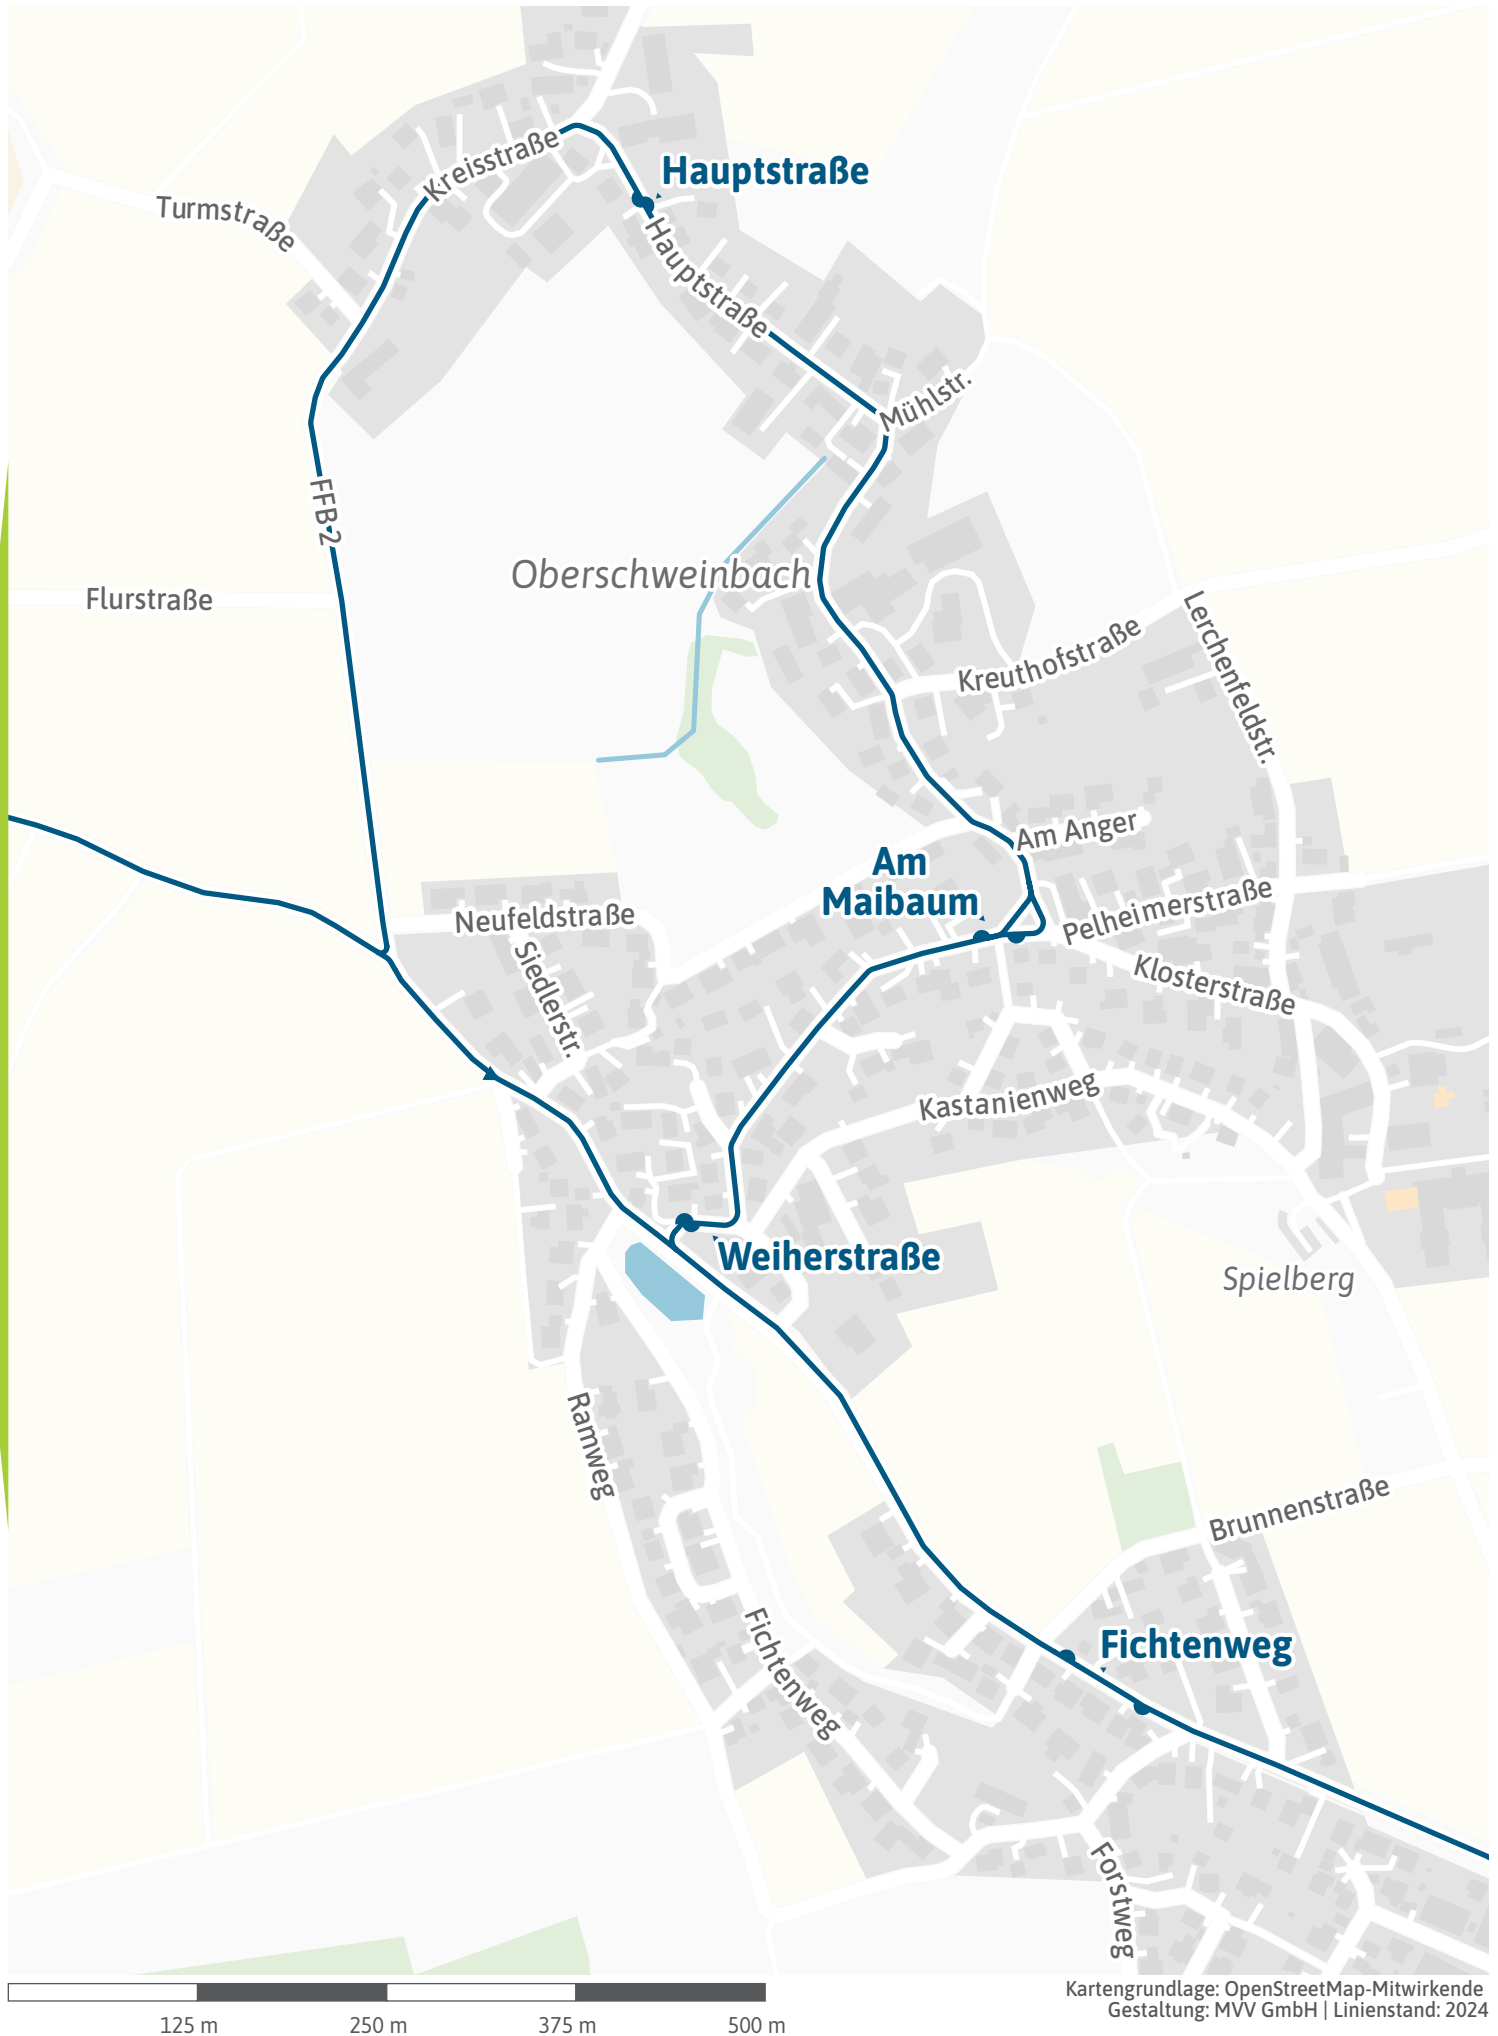 Kreisstraße
Hauptstraße
Turmstraße
Hauptstraße
Mühlstr.
FFB 2
Oberschweinbach
Flurstraße
Lerchenfeldstr.
Kreuthofstraße
Am Anger
Am
Maibaum
Pelheimerstraße
Neufeldstraße
Siedlerstr.
Klosterstraße
Kastanienweg
Weiherstraße
Spielberg
Ramweg
Brunnenstraße
Fichtenweg
Fichtenweg
Forstweg
Kartengrundlage: OpenStreetMap-Mitwirkende
Gestaltung: MVV GmbH | Linienstand: 2024
125 m 250 m 375 m 500 m